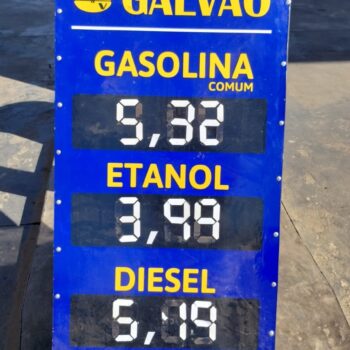 GALVÃO
GASOLINA
COMUM
5,32
ETANOL
3,99
DIESEL
5,19